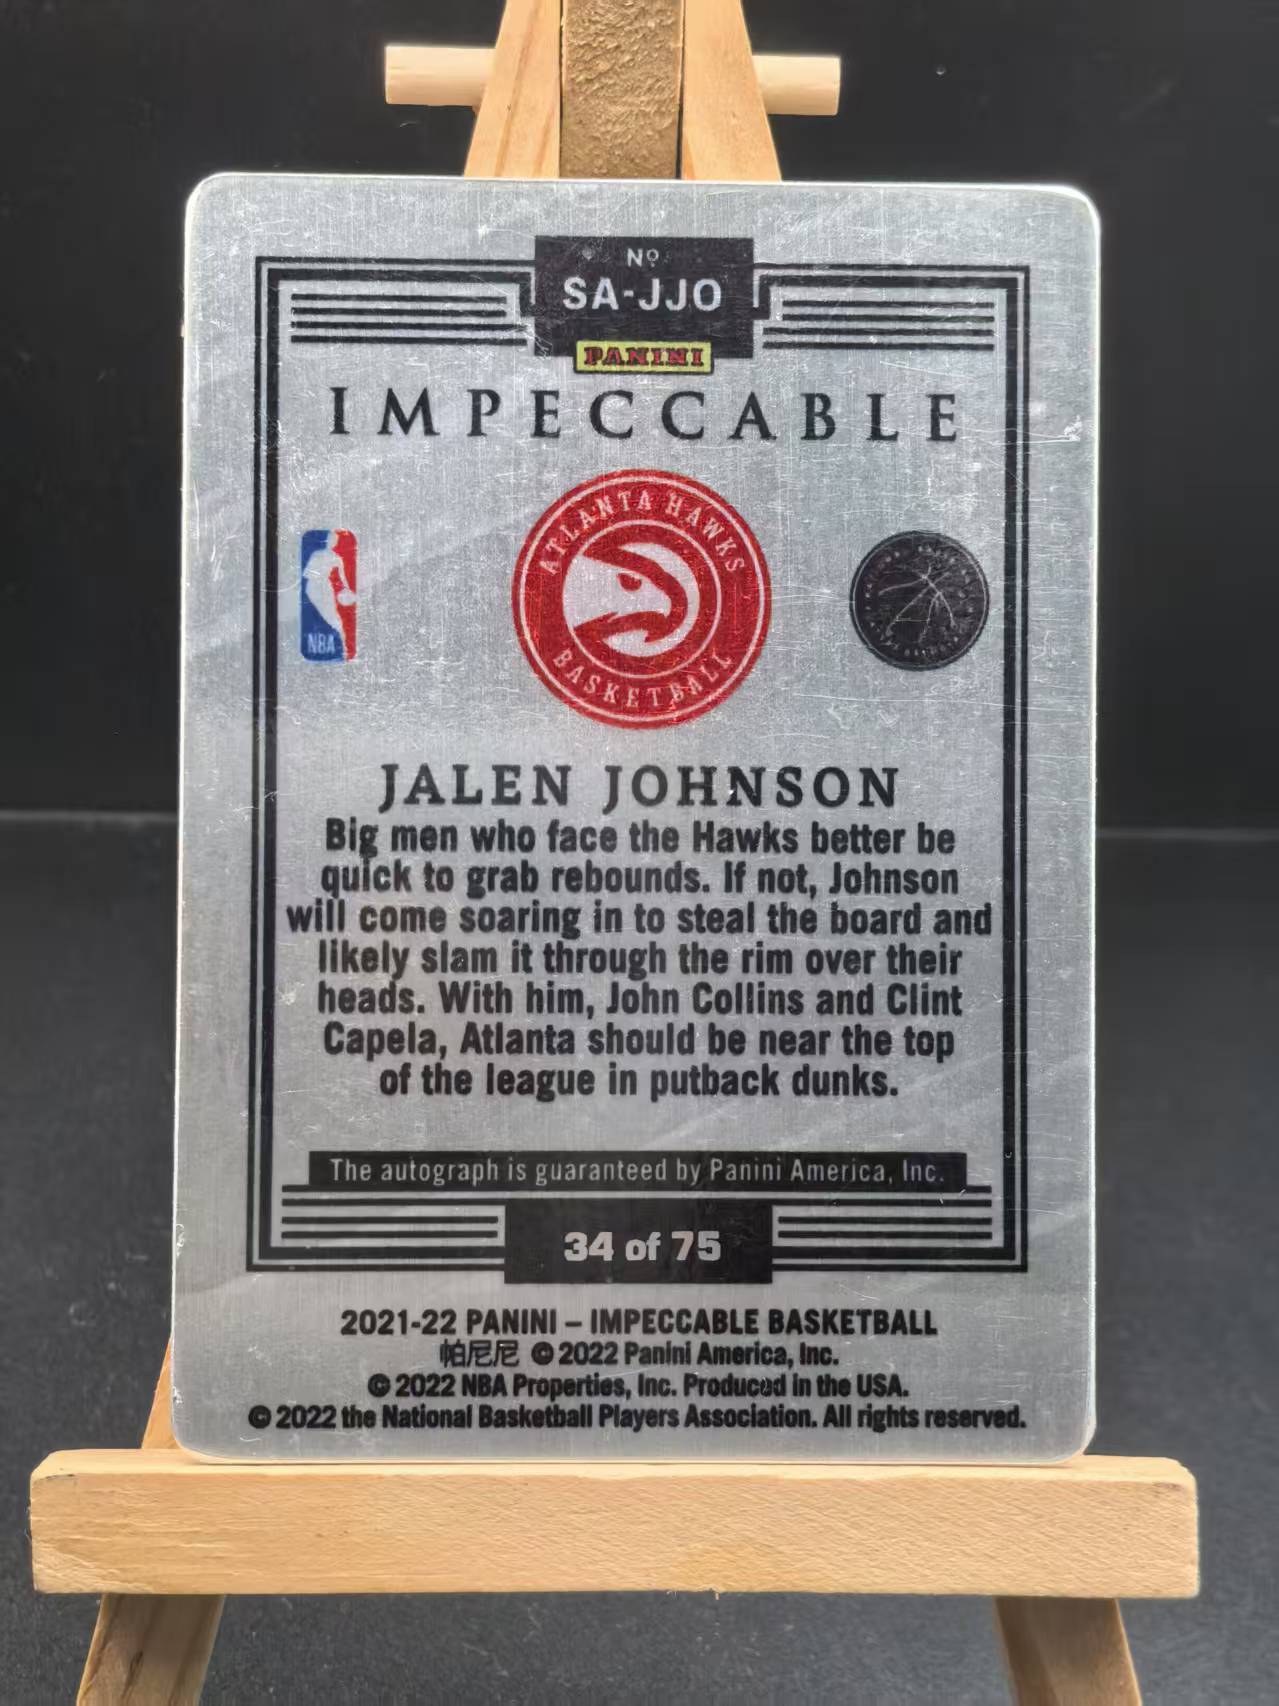 Nº
SA-JJO
PANINI
IMPECCABLE
ATLANTA HAWKS
BASKETBALL
NBA
JALEN JOHNSON
Big men who face the Hawks better be
quick to grab rebounds. If not, Johnson
will come soaring in to steal the board and
likely slam it through the rim over their
heads. With him, John Collins and Clint
Capela, Atlanta should be near the top
of the league in putback dunks.
The autograph is guaranteed by Panini America, Inc.
34 of 75
2021-22 PANINI – IMPECCABLE BASKETBALL
帕尼尼 © 2022 Panini America, Inc.
© 2022 NBA Properties, Inc. Produced in the USA.
© 2022 the National Basketball Players Association. All rights reserved.